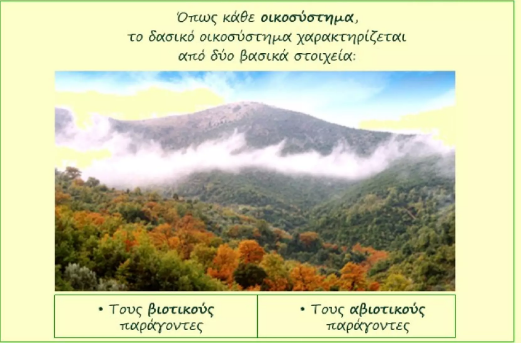 Όπως κάθε οικοσύστημα,
το δασικό οικοσύστημα χαρακτηρίζεται
από δύο βασικά στοιχεία:
• Τους βιοτικούς
παράγοντες
• Τους αβιοτικούς
παράγοντες